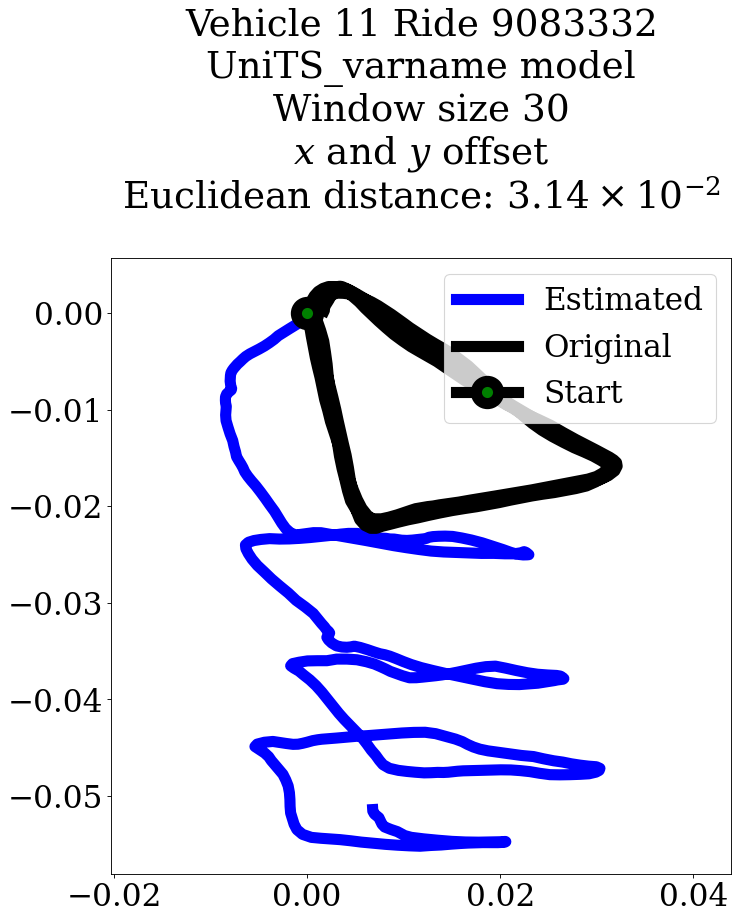 Vehicle 11 Ride 9083332
UniTS_varname model
Window size 30
x and y offset
Euclidean distance: 3.14 × 10⁻²
Estimated
Original
Start
0.00
−0.01
−0.02
−0.03
−0.04
−0.05
−0.02 0.00 0.02 0.04